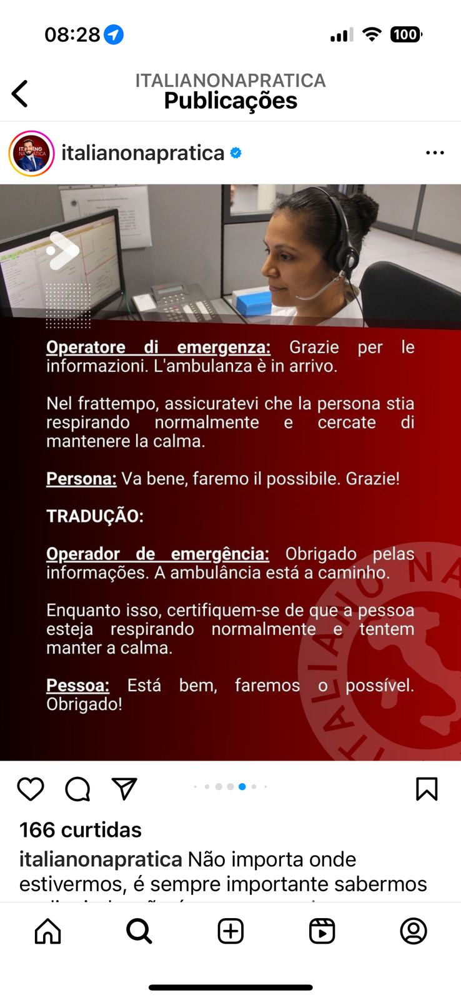 08:28
100
ITALIANONAPRATICA
Publicações
italianonapratica
Operatore di emergenza: Grazie per le
informazioni. L'ambulanza è in arrivo.
Nel frattempo, assicuratevi che la persona stia
respirando normalmente e cercate di
mantenere la calma.
Persona: Va bene, faremo il possibile. Grazie!
TRADUÇÃO:
Operador de emergência: Obrigado pelas
informações. A ambulância está a caminho.
Enquanto isso, certifiquem-se de que a pessoa
esteja respirando normalmente e tentem
manter a calma.
Pessoa: Está bem, faremos o possível.
Obrigado!
ITALIANO NA
166 curtidas
italianonapratica Não importa onde
estivermos, é sempre importante sabermos